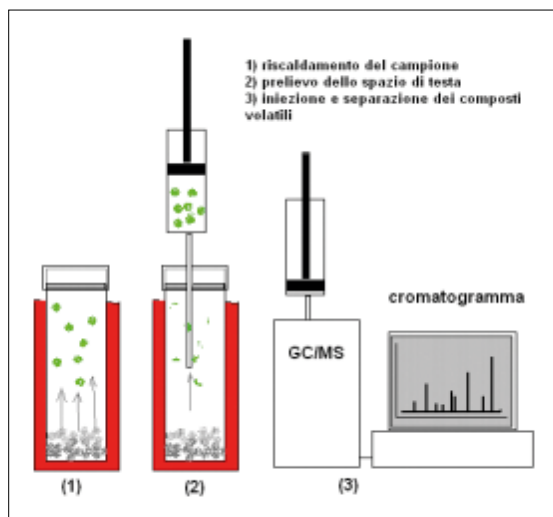 1) riscaldamento del campione
2) prelievo dello spazio di testa
3) iniezione e separazione dei composti
volatili
cromatogramma
GC/MS
(1)
(2)
(3)